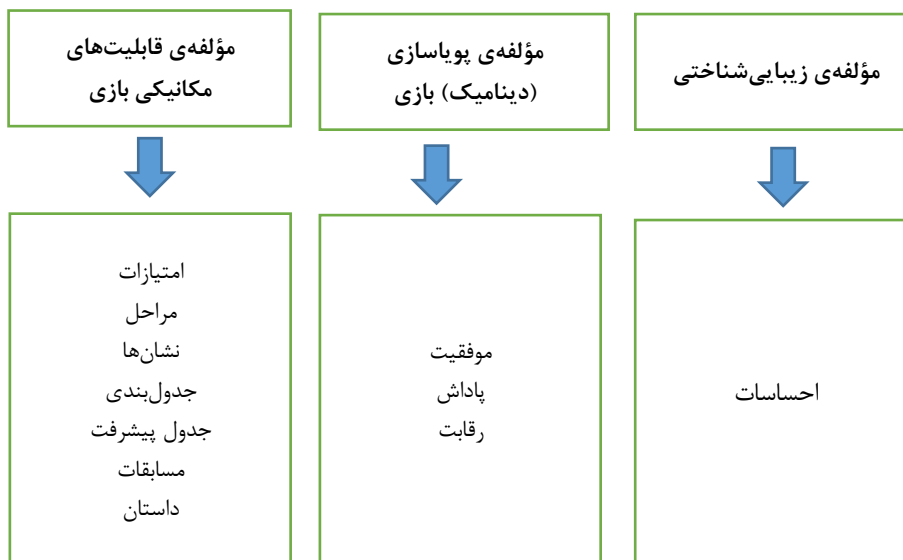 مؤلفه‌ی زیبایی‌شناختی
مؤلفه‌ی پویاسازی
(دینامیک) بازی
مؤلفه‌ی قابلیت‌های
مکانیکی بازی
احساسات
موفقیت
پاداش
رقابت
امتیازات
مراحل
نشان‌ها
جدول‌بندی
جدول پیشرفت
مسابقات
داستان